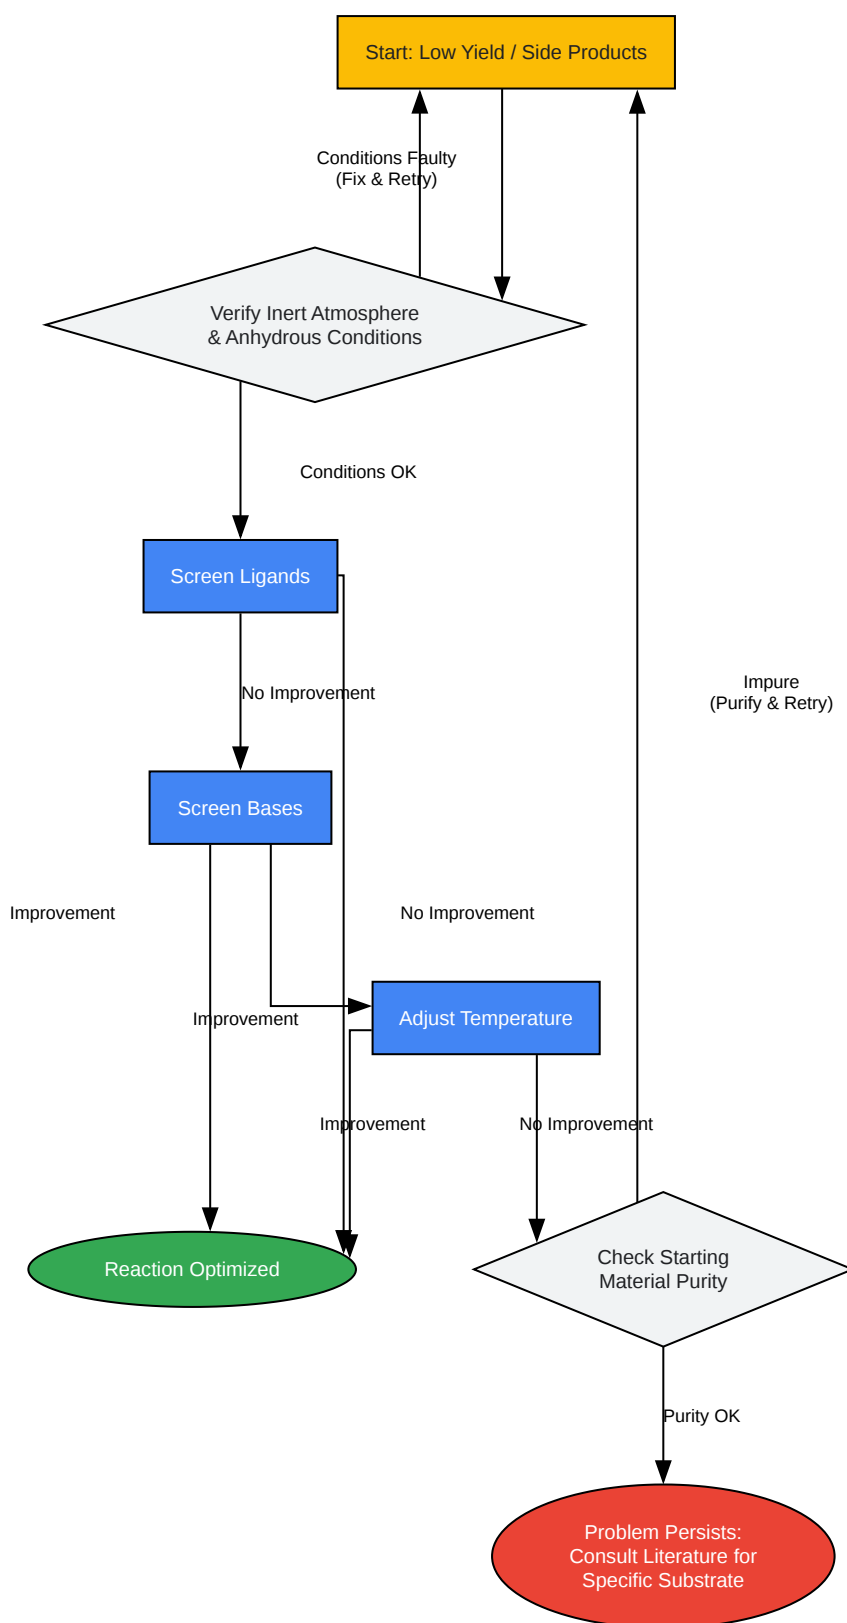 Start: Low Yield / Side Products
Conditions Faulty
(Fix & Retry)
Verify Inert Atmosphere
& Anhydrous Conditions
Conditions OK
Screen Ligands
Impure
(Purify & Retry)
No Improvement
Screen Bases
Improvement
No Improvement
Improvement
Adjust Temperature
Improvement
No Improvement
Reaction Optimized
Check Starting
Material Purity
Purity OK
Problem Persists:
Consult Literature for
Specific Substrate